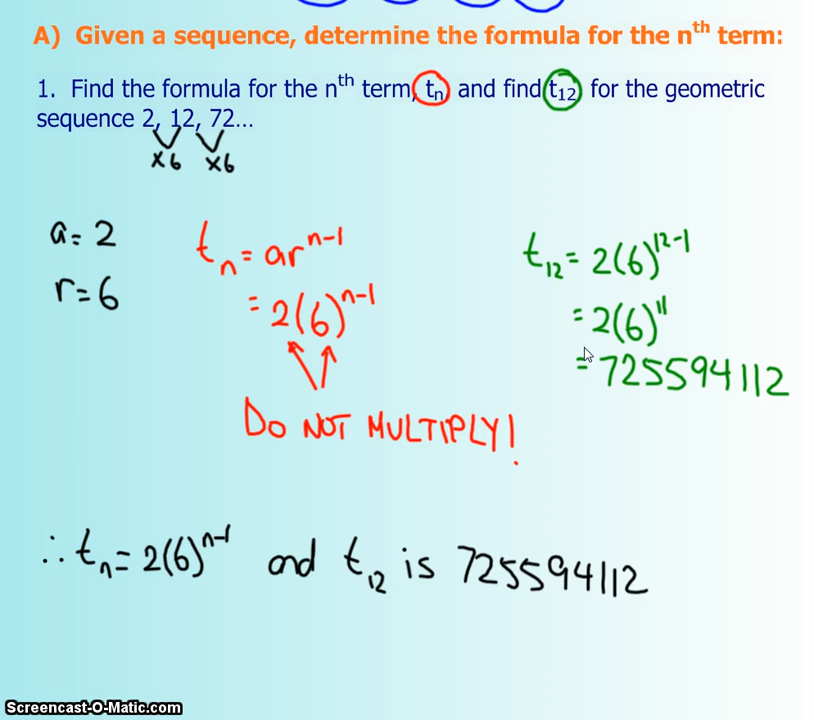 A) Given a sequence, determine the formula for the nth term:
1. Find the formula for the nth term, tn and find t12 for the geometric
sequence 2, 12, 72...
x6 x6
a = 2
r = 6
tn = ar^n-1
= 2(6)^n-1
DO NOT MULTIPLY!
t12 = 2(6)^12-1
= 2(6)^11
= 725594112
∴ tn = 2(6)^n-1 and t12 is 725594112
Screencast-O-Matic.com